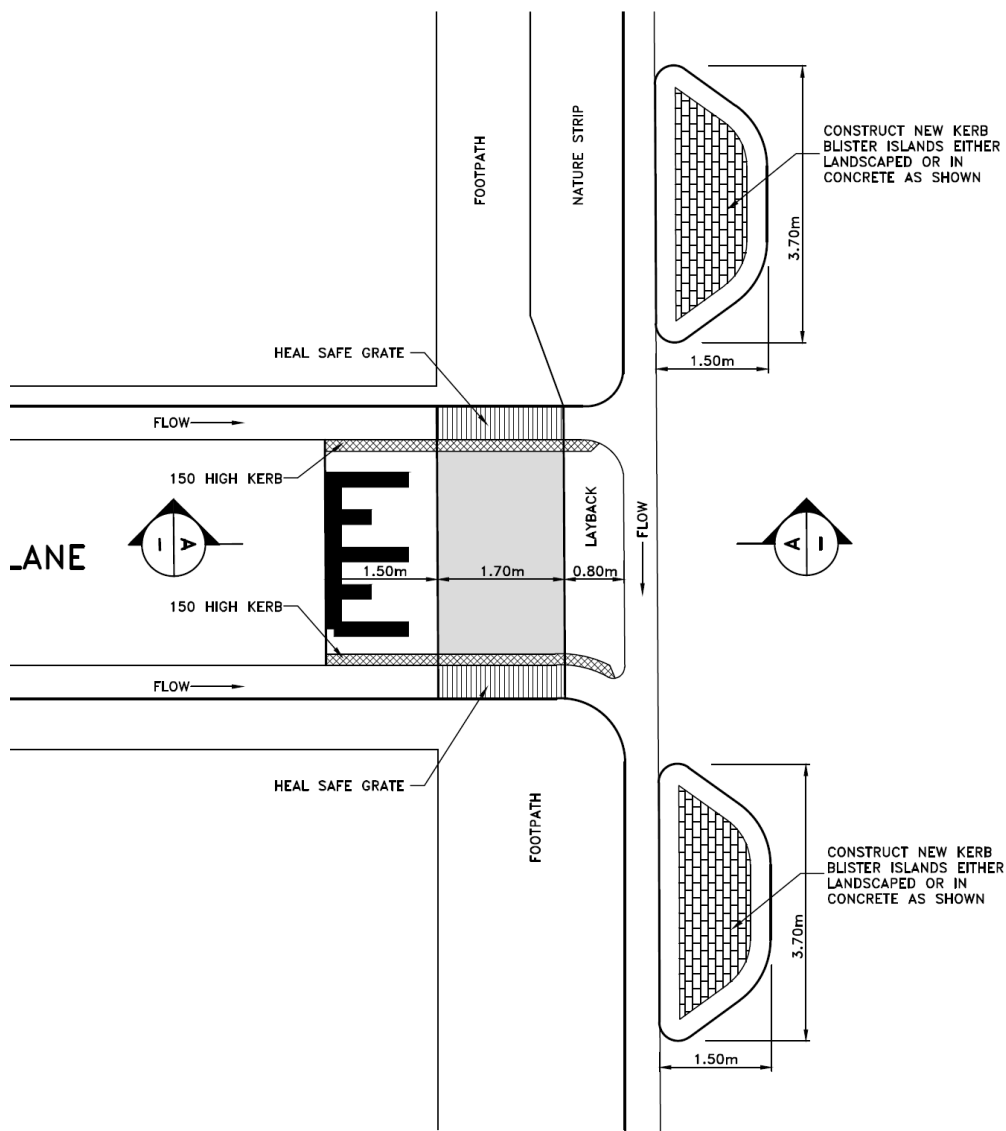 FOOTPATH
NATURE STRIP
CONSTRUCT NEW KERB
BLISTER ISLANDS EITHER
LANDSCAPED OR IN
CONCRETE AS SHOWN
3.70m
1.50m
HEAL SAFE GRATE
FLOW
150 HIGH KERB
LAYBACK
FLOW
LANE
A
–
1.50m
1.70m
0.80m
A
–
150 HIGH KERB
FLOW
HEAL SAFE GRATE
FOOTPATH
CONSTRUCT NEW KERB
BLISTER ISLANDS EITHER
LANDSCAPED OR IN
CONCRETE AS SHOWN
3.70m
1.50m